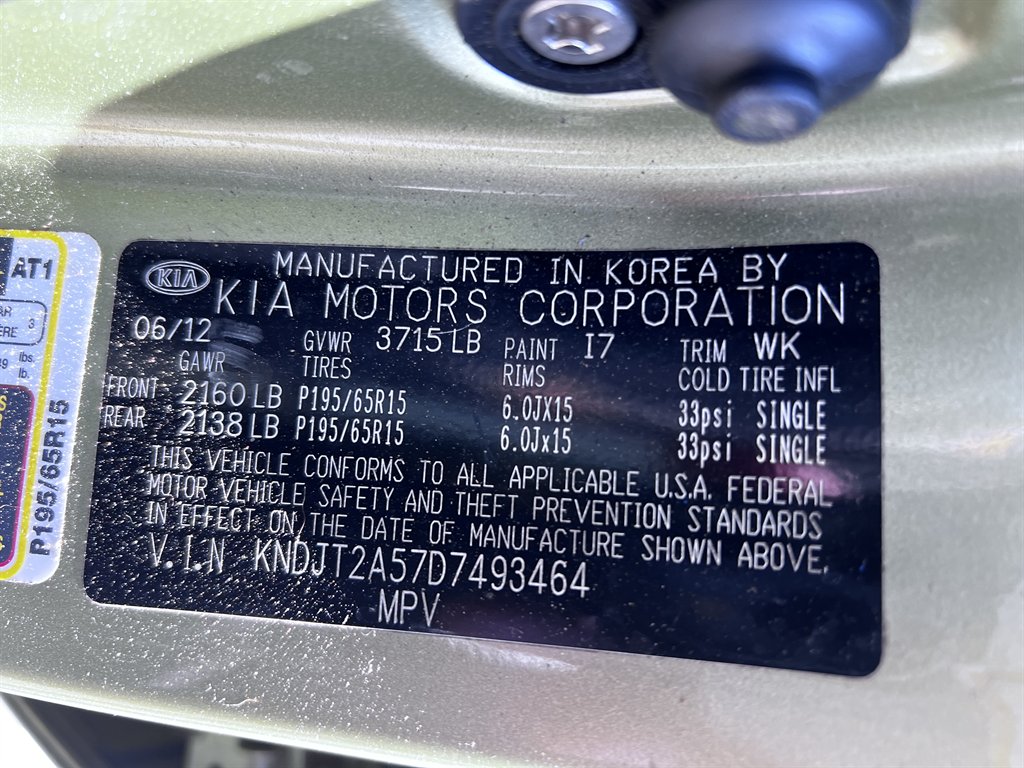 AT1
3
lbs.
lb.
P195/65R15
KIA
MANUFACTURED IN KOREA BY
KIA MOTORS CORPORATION
06/12 GVWR 3715 LB PAINT I7 TRIM WK
GAWR TIRES RIMS COLD TIRE INFL
FRONT 2160 LB P195/65R15 6.0JX15 33psi SINGLE
REAR 2138 LB P195/65R15 6.0Jx15 33psi SINGLE
THIS VEHICLE CONFORMS TO ALL APPLICABLE U.S.A. FEDERAL
MOTOR VEHICLE SAFETY AND THEFT PREVENTION STANDARDS
IN EFFECT ON THE DATE OF MANUFACTURE SHOWN ABOVE.
V.I.N KNDJT2A57D7493464
MPV